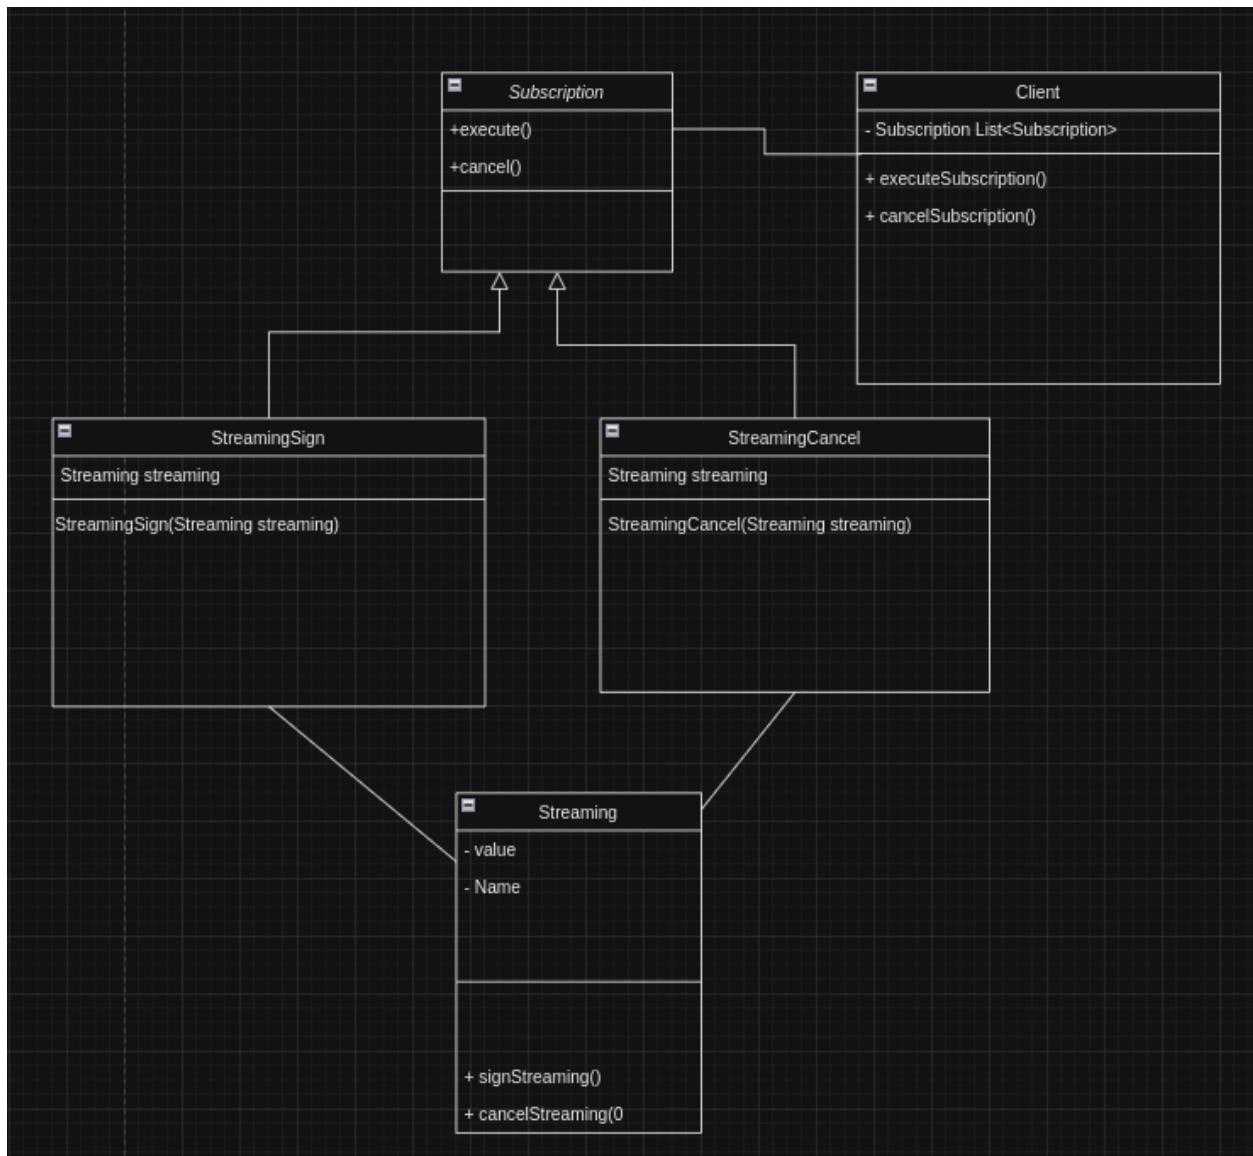 Subscription
+execute()
+cancel()
Client
- Subscription List<Subscription>
+ executeSubscription()
+ cancelSubscription()
StreamingSign
Streaming streaming
StreamingSign(Streaming streaming)
StreamingCancel
Streaming streaming
StreamingCancel(Streaming streaming)
Streaming
- value
- Name
+ signStreaming()
+ cancelStreaming(0